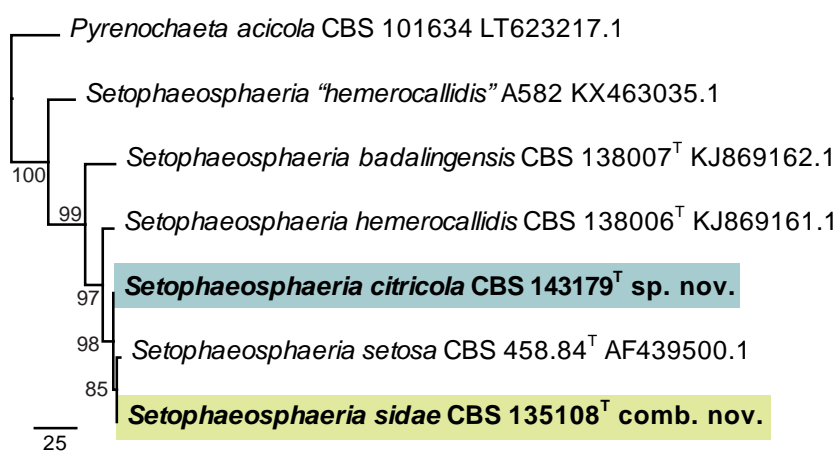 Pyrenochaeta acicola CBS 101634 LT623217.1
Setophaeosphaeria “hemerocallidis” A582 KX463035.1
Setophaeosphaeria badalingensis CBS 138007ᵀ KJ869162.1
100
99
Setophaeosphaeria hemerocallidis CBS 138006ᵀ KJ869161.1
Setophaeosphaeria citricola CBS 143179ᵀ sp. nov.
97
98
Setophaeosphaeria setosa CBS 458.84ᵀ AF439500.1
85
Setophaeosphaeria sidae CBS 135108ᵀ comb. nov.
25